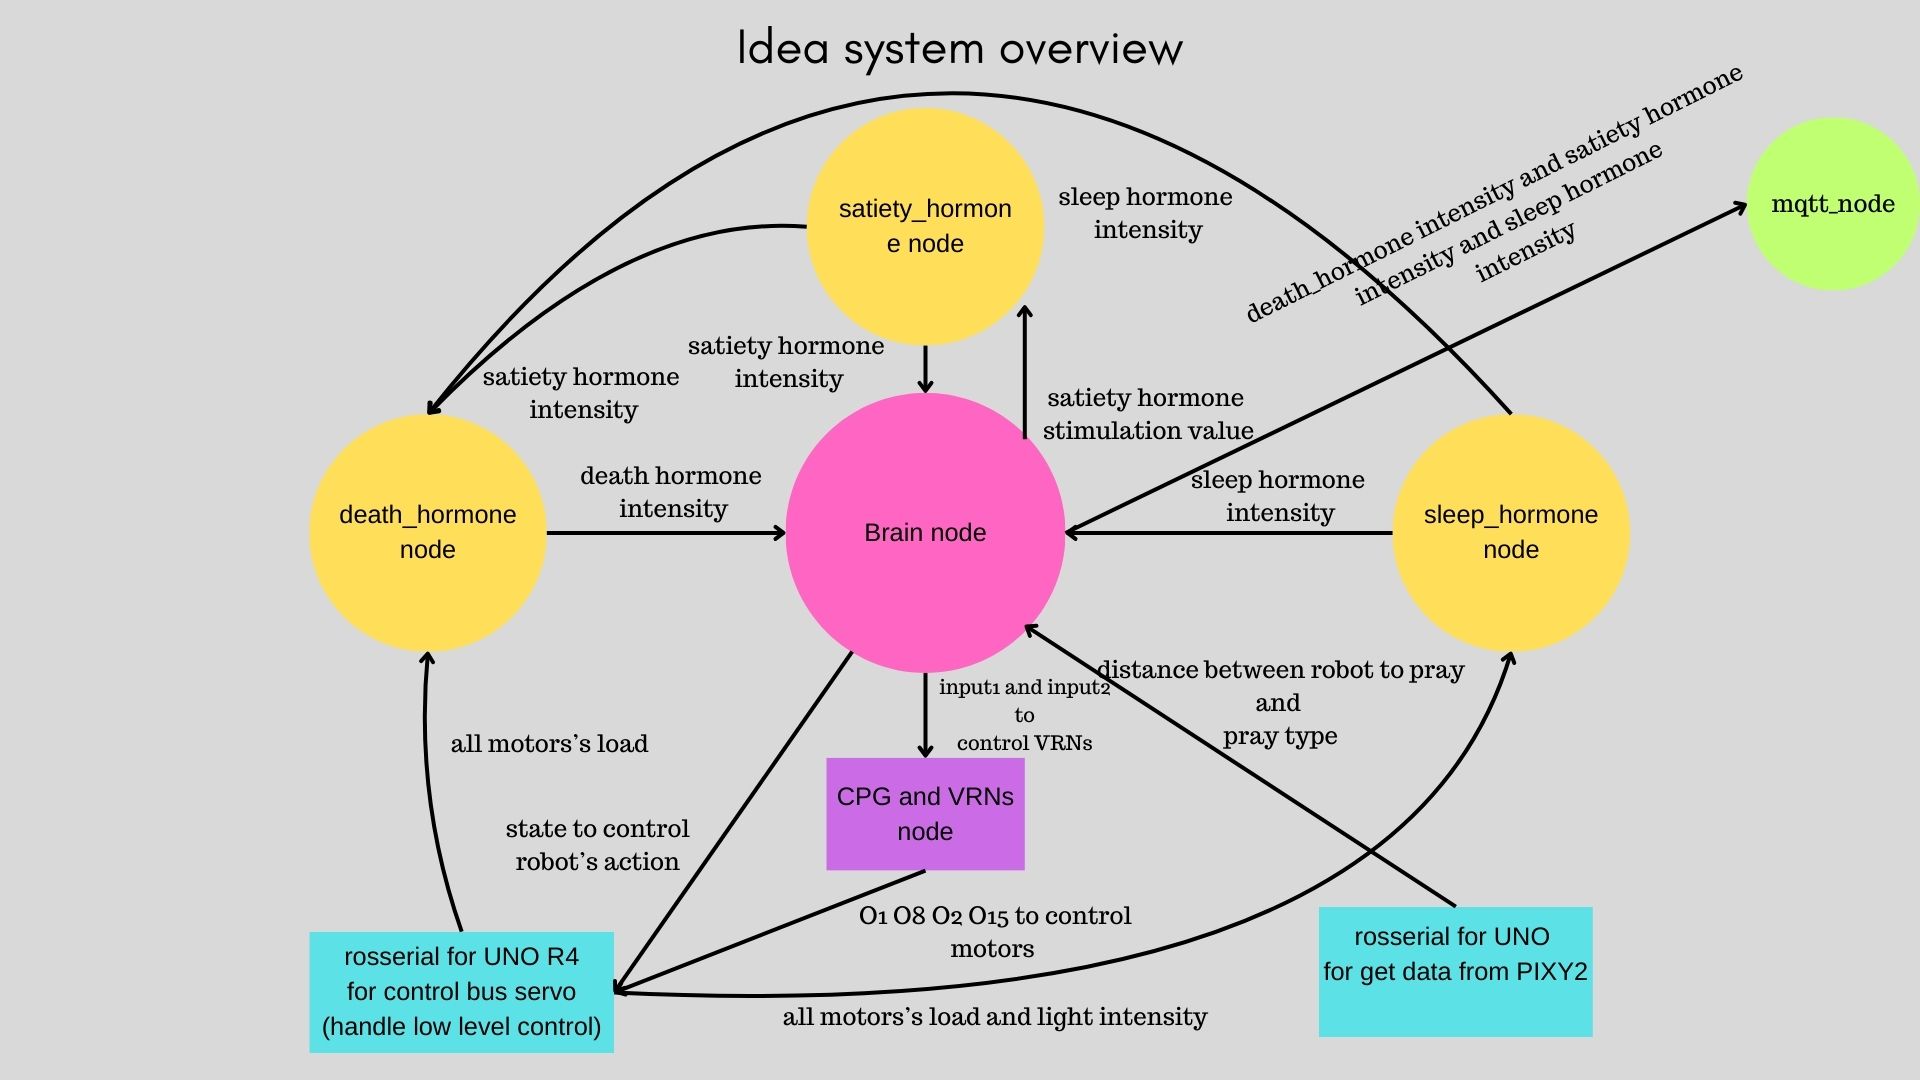 Idea system overview
death_hormone intensity and satiety hormone
intensity and sleep hormone
intensity
mqtt_node
satiety_hormon
e node
sleep hormone
intensity
satiety hormone
intensity
satiety hormone
intensity
satiety hormone
stimulation value
death_hormone
node
death hormone
intensity
Brain node
sleep hormone
intensity
sleep_hormone
node
all motors's load
input1 and input2
to
control VRNs
distance between robot to pray
and
pray type
state to control
robot's action
CPG and VRNs
node
O1 O8 O2 O15 to control
motors
rosserial for UNO R4
for control bus servo
(handle low level control)
all motors's load and light intensity
rosserial for UNO
for get data from PIXY2